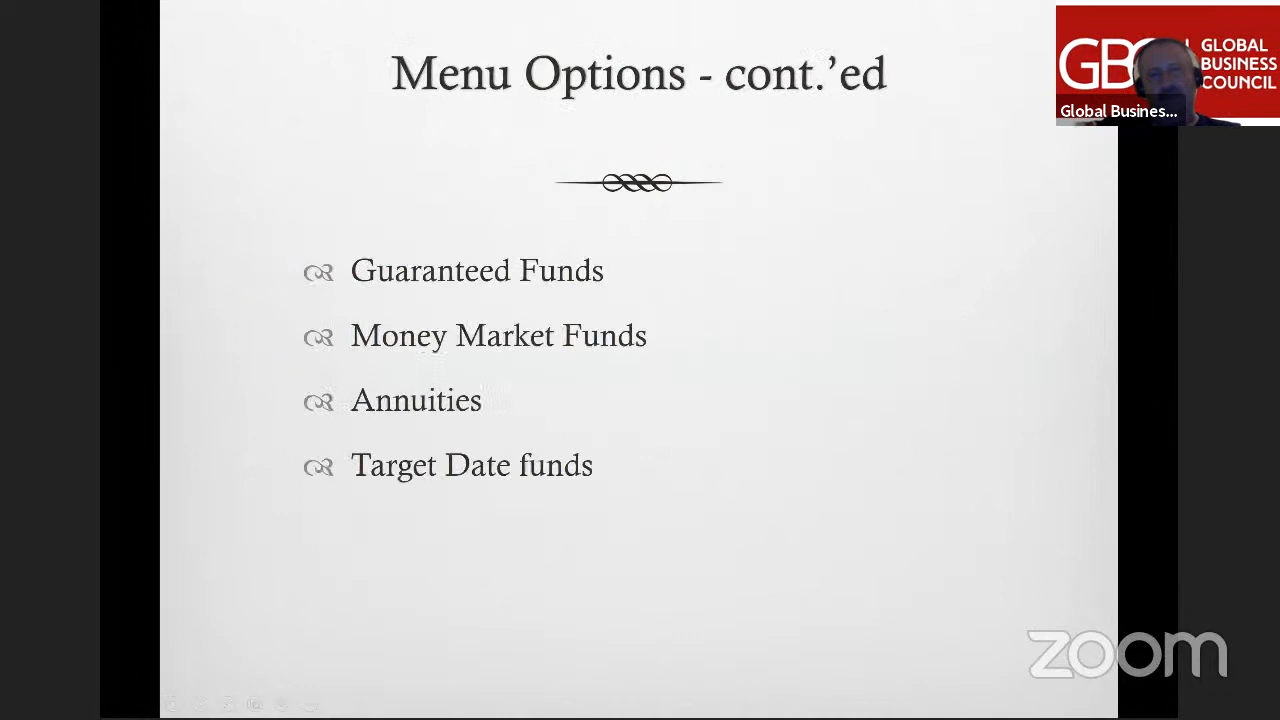 Menu Options - cont.’ed
GLOBAL
BUSINESS
COUNCIL
Global Busines...
Guaranteed Funds
Money Market Funds
Annuities
Target Date funds
zoom